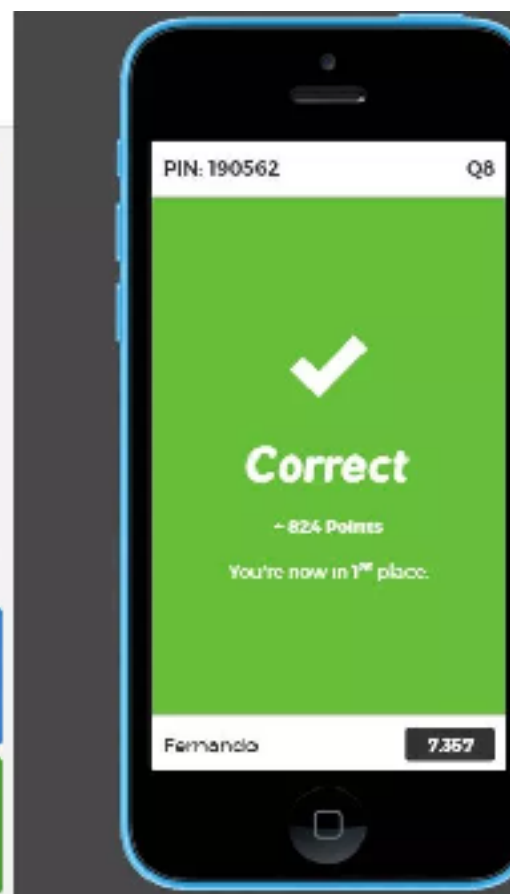 PIN: 190562
Q8
Correct
+ 824 Points
You're now in 1st place.
Fernando
7.357